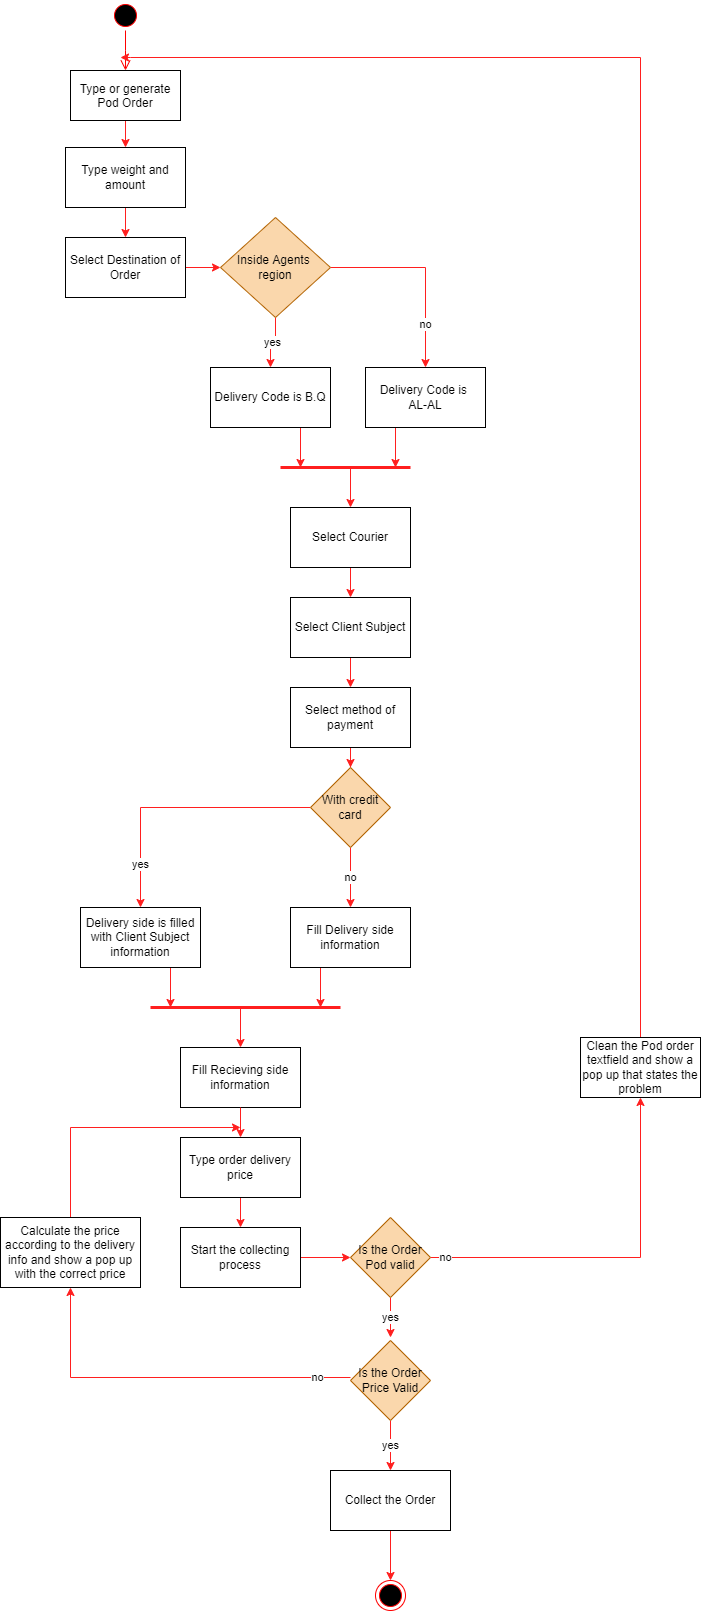 Type or generate
Pod Order
Type weight and
amount
Select Destination of
Order
Inside Agents
region
yes
no
Delivery Code is B.Q
Delivery Code is
AL-AL
Select Courier
Select Client Subject
Select method of
payment
With credit
card
yes
no
Delivery side is filled
with Client Subject
information
Fill Delivery side
information
Fill Recieving side
information
Clean the Pod order
textfield and show a
pop up that states the
problem
Type order delivery
price
Calculate the price
according to the delivery
info and show a pop up
with the correct price
Start the collecting
process
Is the Order
Pod valid
no
yes
Is the Order
Price Valid
no
yes
Collect the Order